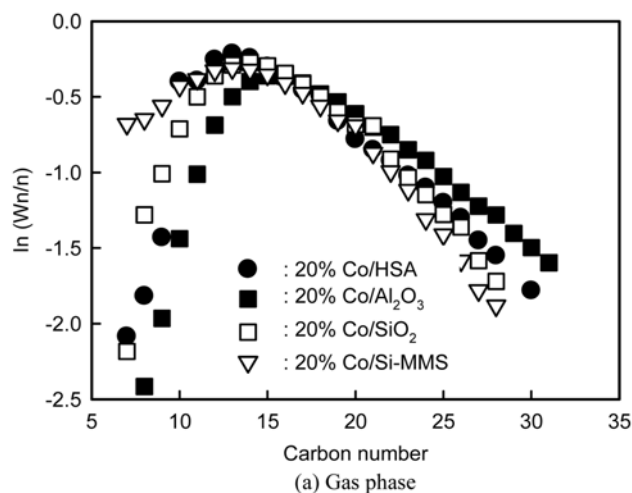 0.0
-0.5
-1.0
-1.5
-2.0
-2.5
ln (Wn/n)
: 20% Co/HSA
: 20% Co/Al₂O₃
: 20% Co/SiO₂
: 20% Co/Si-MMS
5 10 15 20 25 30 35
Carbon number
(a) Gas phase